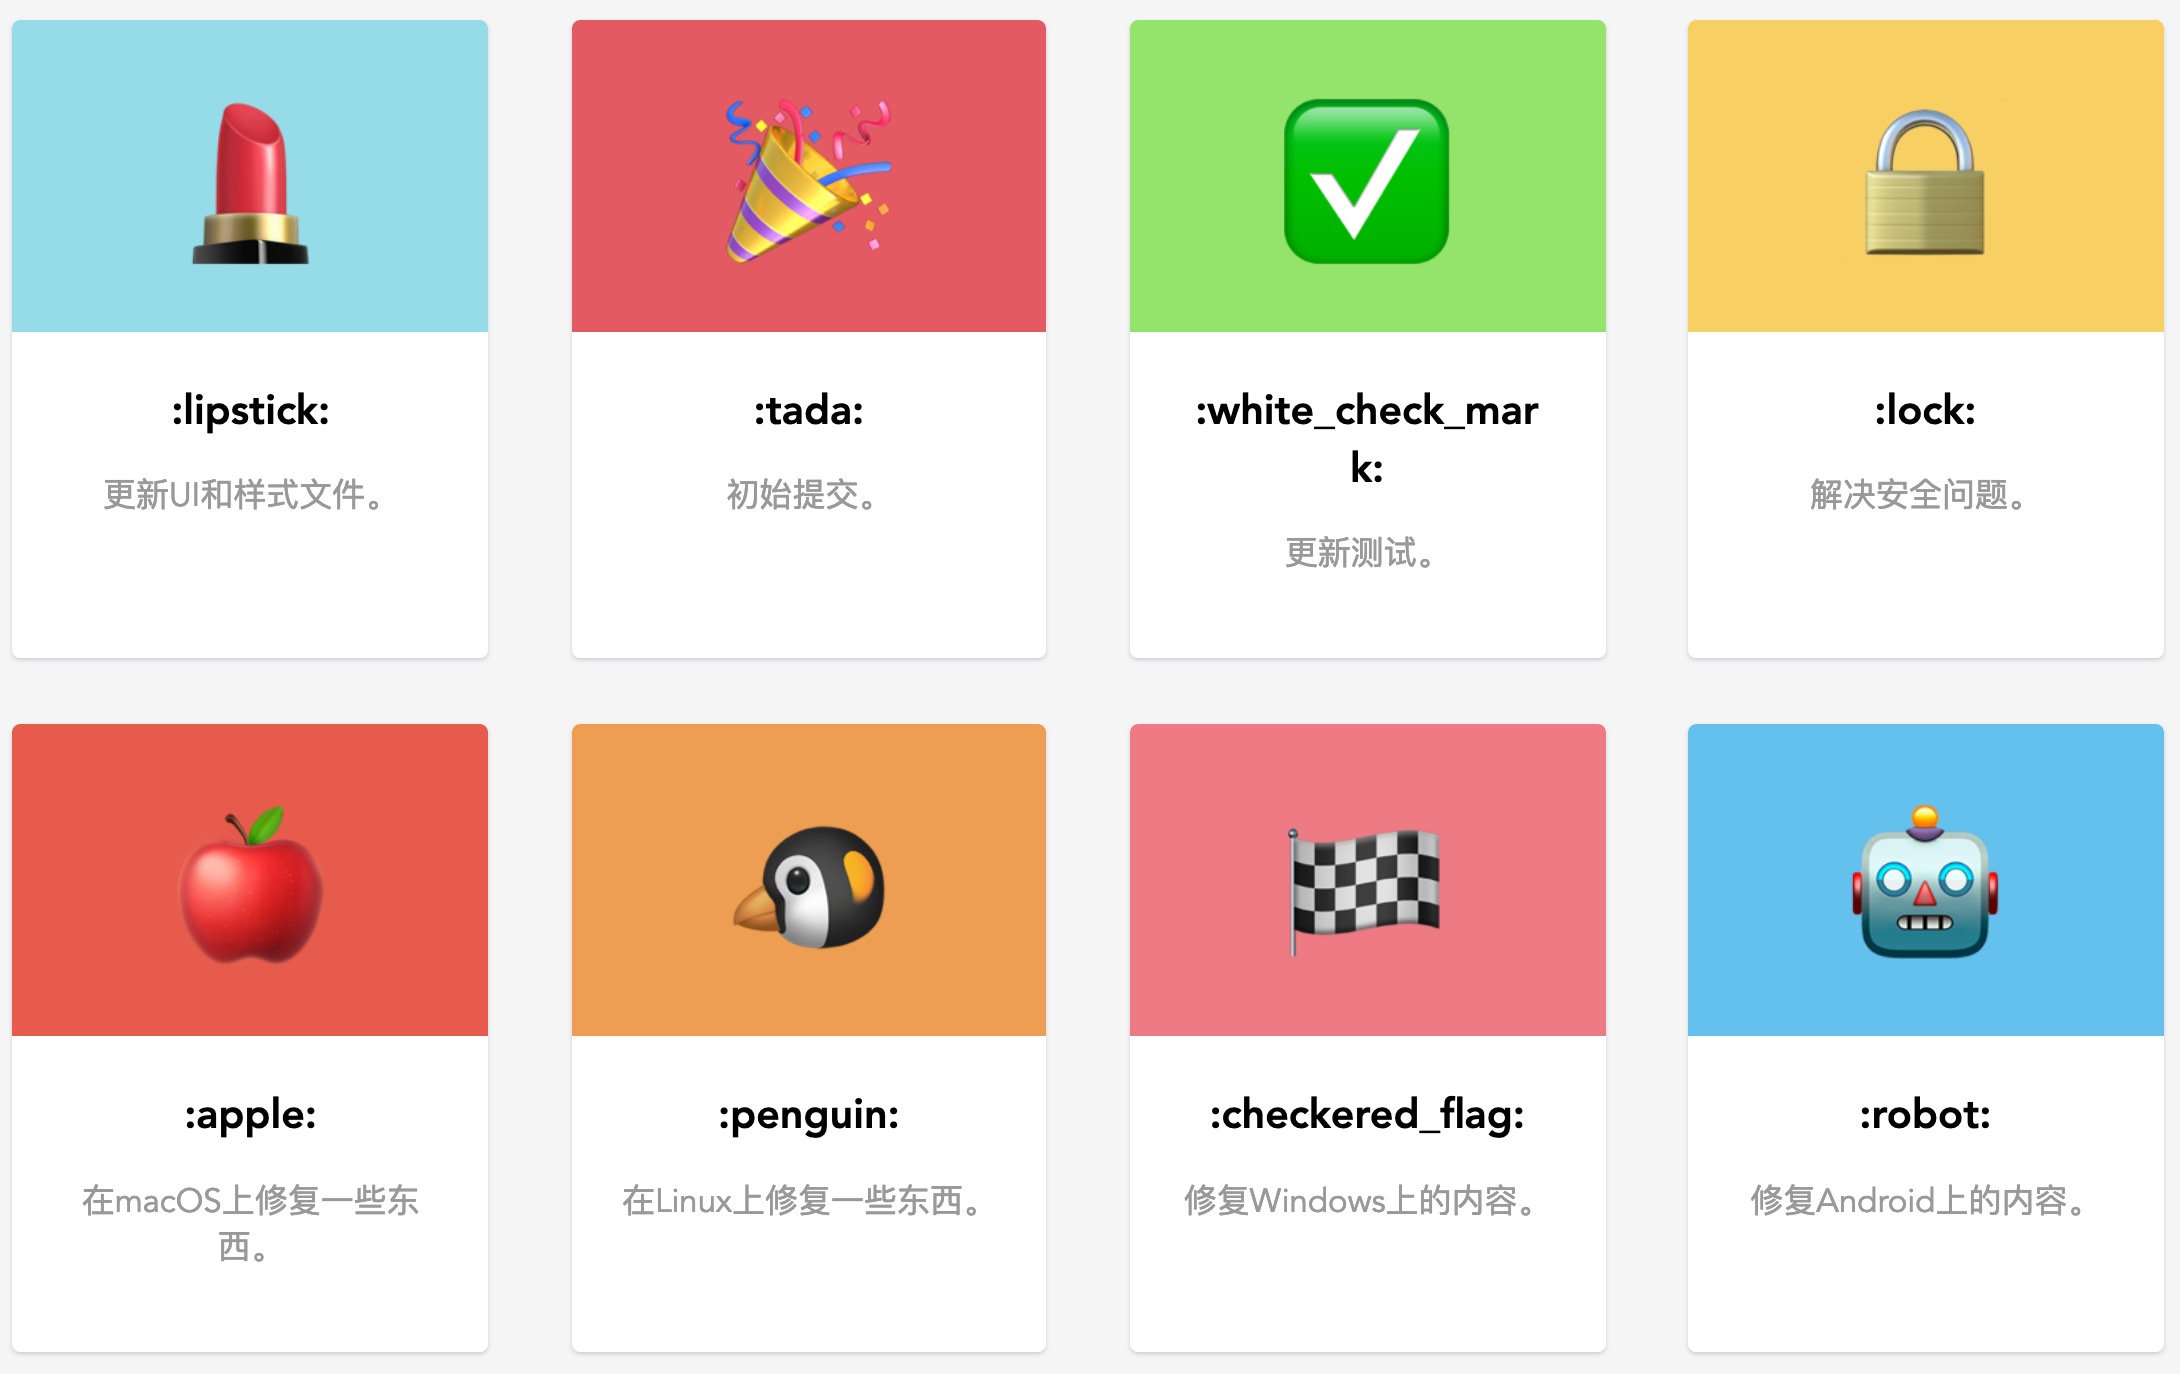 :lipstick:
更新UI和样式文件。
:tada:
初始提交。
:white_check_mar
k:
更新测试。
:lock:
解决安全问题。
:apple:
在macOS上修复一些东
西。
:penguin:
在Linux上修复一些东西。
:checkered_flag:
修复Windows上的内容。
:robot:
修复Android上的内容。